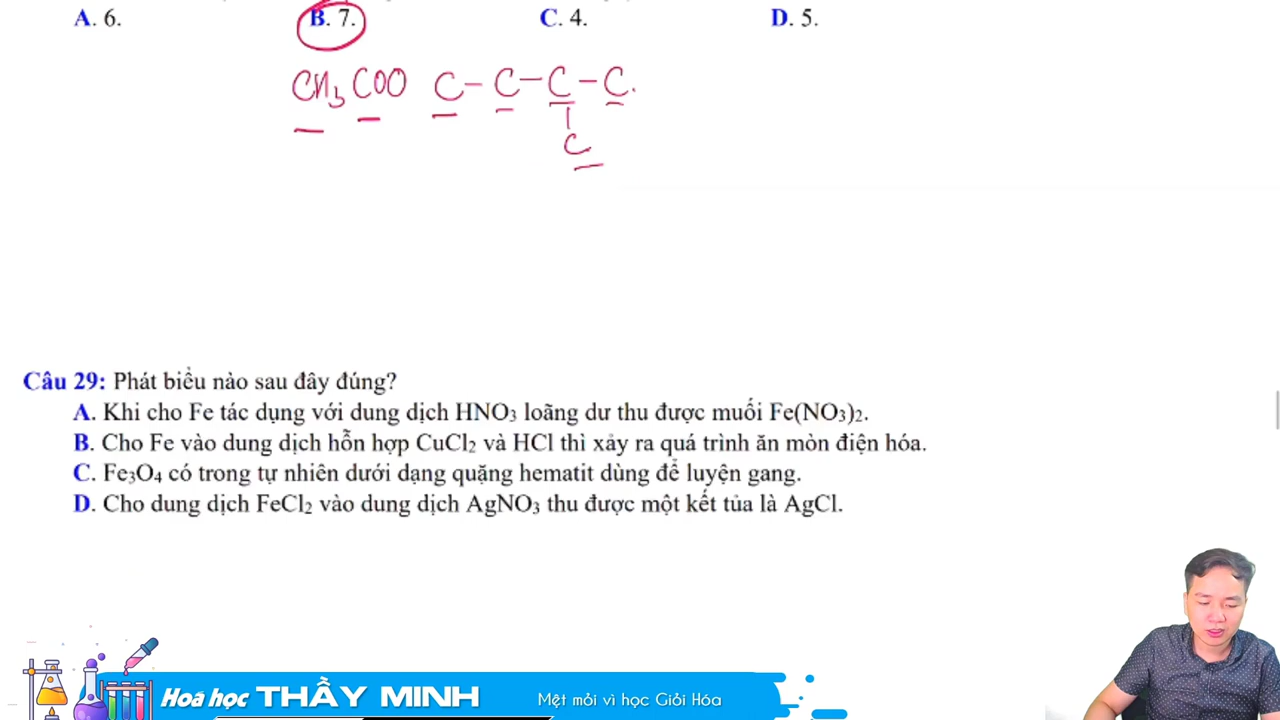 A. 6. B. 7. C. 4. D. 5.
CH3 COO C - C - C - C.
C
Câu 29: Phát biểu nào sau đây đúng?
A. Khi cho Fe tác dụng với dung dịch HNO3 loãng dư thu được muối Fe(NO3)2.
B. Cho Fe vào dung dịch hỗn hợp CuCl2 và HCl thì xảy ra quá trình ăn mòn điện hóa.
C. Fe3O4 có trong tự nhiên dưới dạng quặng hematit dùng để luyện gang.
D. Cho dung dịch FeCl2 vào dung dịch AgNO3 thu được một kết tủa là AgCl.
Hoá học THẦY MINH Mệt mỏi vì học Giỏi Hóa